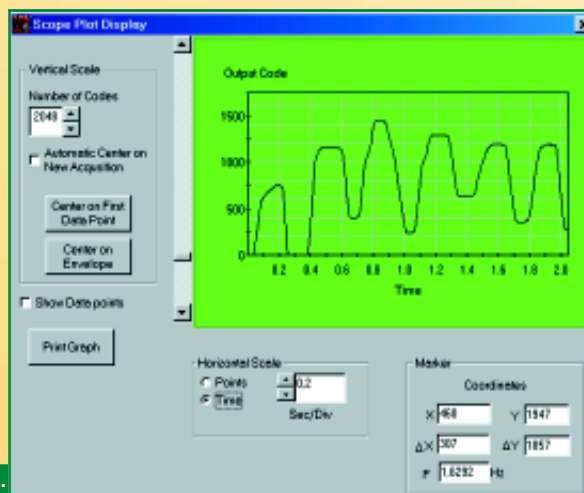 Scope Plot Display
Vertical Scale
Number of Codes
2048
Automatic Center on
New Acquisition
Center on First
Data Point
Center on
Envelope
Show Data points
Print Graph
Output Code
1500
1000
500
0
0.2 0.4 0.6 0.8 1.0 1.2 1.4 1.6 1.8 2.0
Time
Horizontal Scale
Points
Time
0,2
Sec/Div
Marker
Coordinates
X 468 Y 1947
ΔX 307 ΔY 1857
F 1.6292 Hz